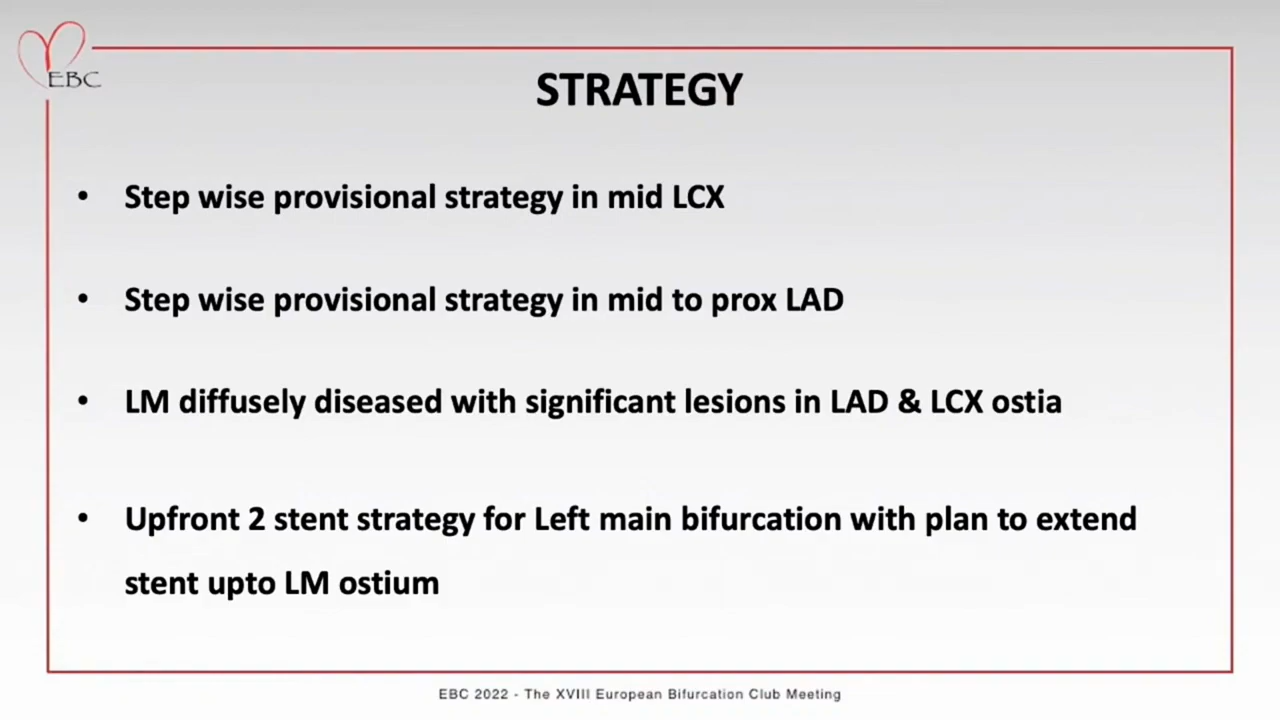 EBC
STRATEGY
• Step wise provisional strategy in mid LCX
• Step wise provisional strategy in mid to prox LAD
• LM diffusely diseased with significant lesions in LAD & LCX ostia
• Upfront 2 stent strategy for Left main bifurcation with plan to extend
stent upto LM ostium
EBC 2022 - The XVIII European Bifurcation Club Meeting